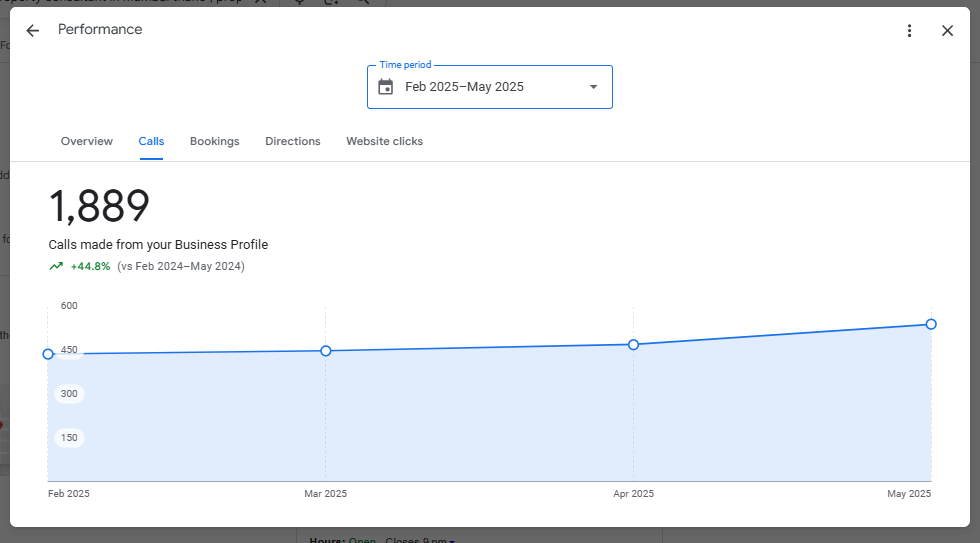 Performance
Time period
Feb 2025–May 2025
Overview Calls Bookings Directions Website clicks
1,889
Calls made from your Business Profile
+44.8% (vs Feb 2024–May 2024)
600
450
300
150
Feb 2025 Mar 2025 Apr 2025 May 2025
Hours: Open · Closes 9 pm